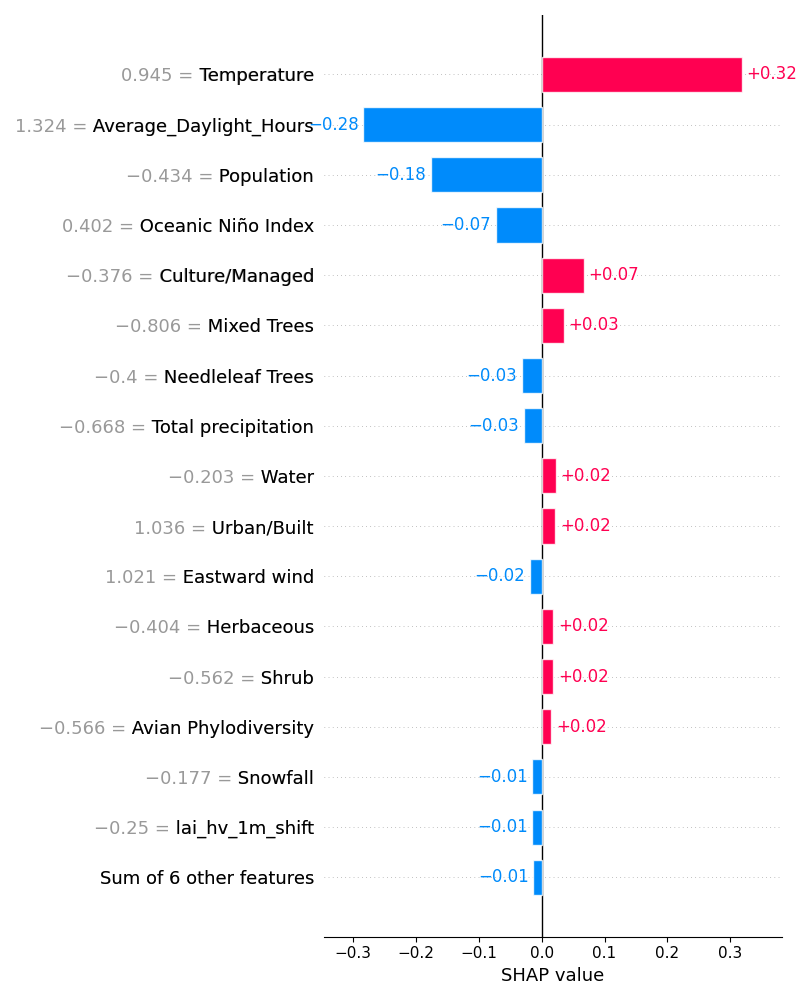 0.945 = Temperature +0.32
1.324 = Average_Daylight_Hours −0.28
−0.434 = Population −0.18
0.402 = Oceanic Niño Index −0.07
−0.376 = Culture/Managed +0.07
−0.806 = Mixed Trees +0.03
−0.4 = Needleleaf Trees −0.03
−0.668 = Total precipitation −0.03
−0.203 = Water +0.02
1.036 = Urban/Built +0.02
1.021 = Eastward wind −0.02
−0.404 = Herbaceous +0.02
−0.562 = Shrub +0.02
−0.566 = Avian Phylodiversity +0.02
−0.177 = Snowfall −0.01
−0.25 = lai_hv_1m_shift −0.01
Sum of 6 other features −0.01
−0.3 −0.2 −0.1 0.0 0.1 0.2 0.3
SHAP value